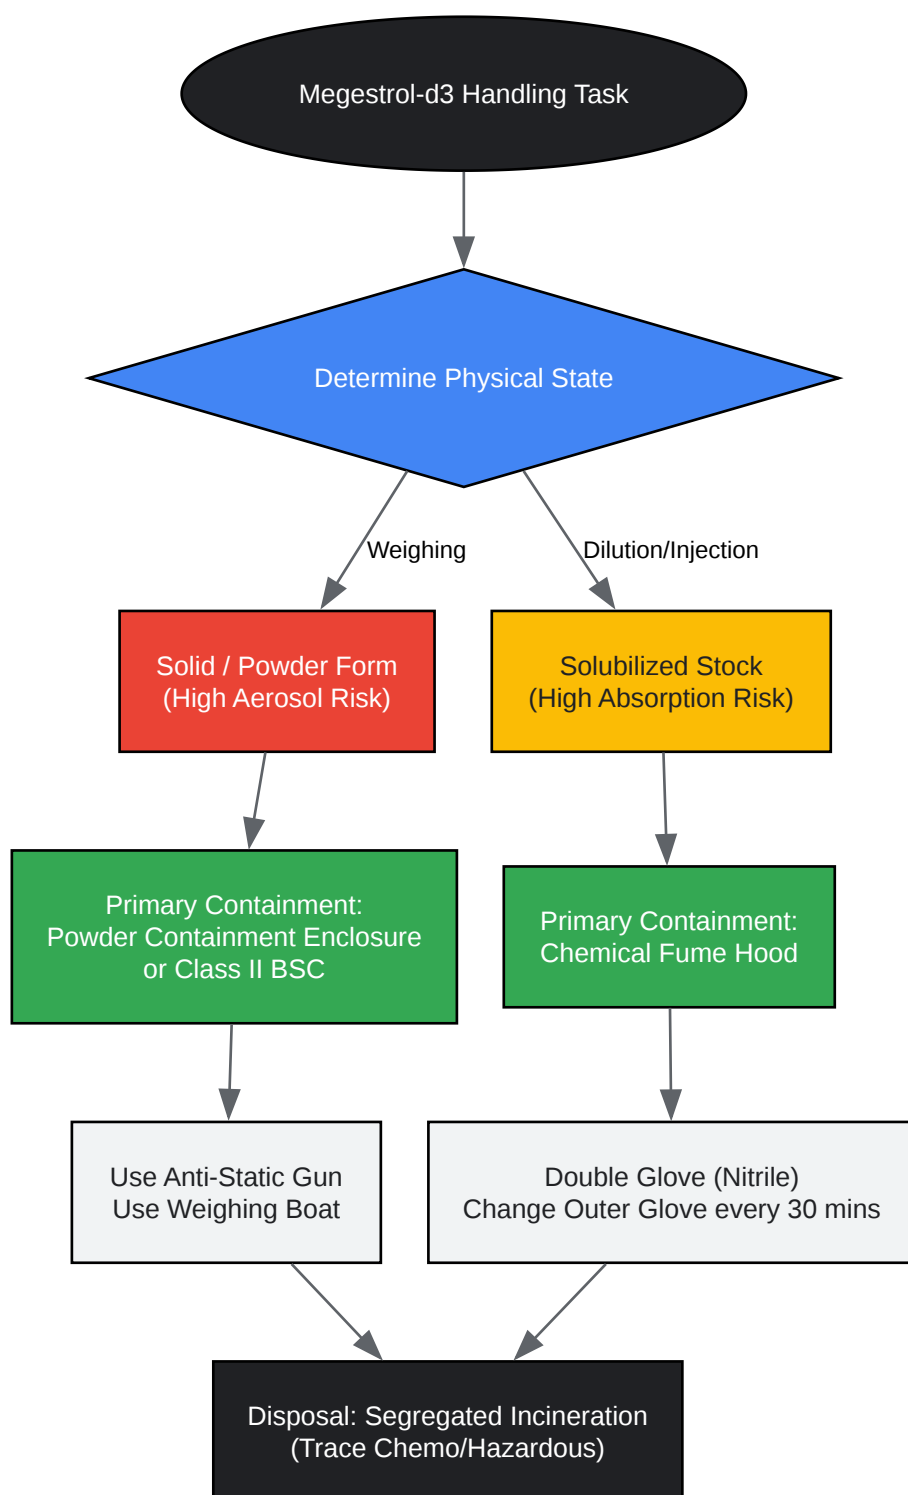 Megestrol-d3 Handling Task
Determine Physical State
Weighing
Dilution/Injection
Solid / Powder Form
(High Aerosol Risk)
Solubilized Stock
(High Absorption Risk)
Primary Containment:
Powder Containment Enclosure
or Class II BSC
Primary Containment:
Chemical Fume Hood
Use Anti-Static Gun
Use Weighing Boat
Double Glove (Nitrile)
Change Outer Glove every 30 mins
Disposal: Segregated Incineration
(Trace Chemo/Hazardous)